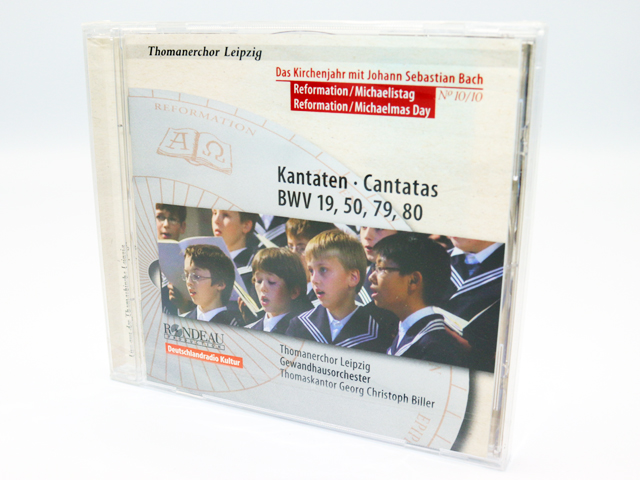 Thomanerchor Leipzig
Das Kirchenjahr mit Johann Sebastian Bach
Reformation/Michaelistag
Reformation/Michaelmas Day
Nº 10/10
REFORMATION
Α Ω
Kantaten · Cantatas
BWV 19, 50, 79, 80
RONDEAU
Deutschlandradio Kultur
Thomanerchor Leipzig
Gewandhausorchester
Thomaskantor Georg Christoph Biller
EPIP